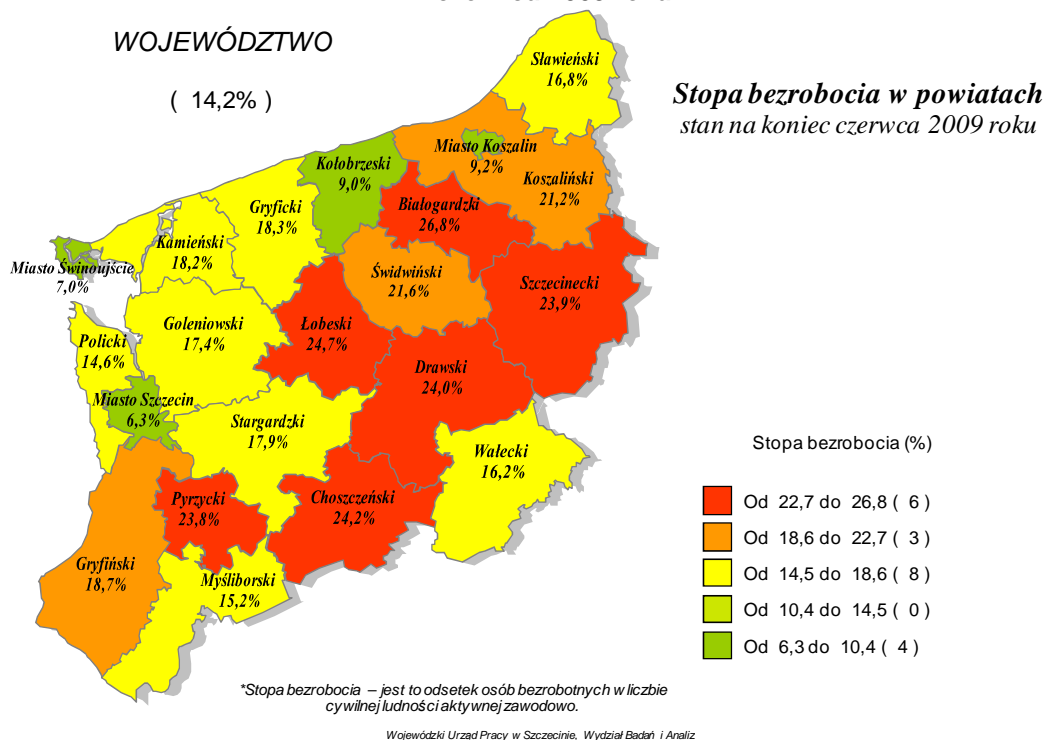 WOJEWÓDZTWO
( 14,2% )
Stopa bezrobocia w powiatach
stan na koniec czerwca 2009 roku
Sławieński
16,8%
Miasto Koszalin
9,2%
Kołobrzeski
9,0%
Koszaliński
21,2%
Białogardzki
26,8%
Gryficki
18,3%
Kamieński
18,2%
Miasto Świnoujście
7,0%
Świdwiński
21,6%
Szczecinecki
23,9%
Goleniowski
17,4%
Łobeski
24,7%
Policki
14,6%
Drawski
24,0%
Miasto Szczecin
6,3%
Stargardzki
17,9%
Wałecki
16,2%
Pyrzycki
23,8%
Choszczeński
24,2%
Gryfiński
18,7%
Myśliborski
15,2%
Stopa bezrobocia (%)
Od 22,7 do 26,8 ( 6)
Od 18,6 do 22,7 ( 3)
Od 14,5 do 18,6 ( 8)
Od 10,4 do 14,5 ( 0)
Od 6,3 do 10,4 ( 4)
*Stopa bezrobocia – jest to odsetek osób bezrobotnych w liczbie
cywilnej ludności aktywnej zawodowo.
Wojewódzki Urząd Pracy w Szczecinie, Wydział Badań i Analiz